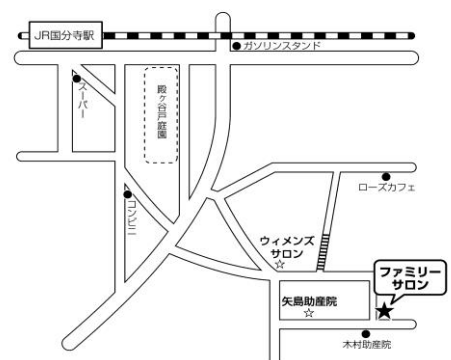 JR国分寺駅
ガソリンスタンド
スーパー
殿ヶ谷戸庭園
ローズカフェ
コンビニ
ウィメンズ
サロン
ファミリー
サロン
矢島助産院
木村助産院